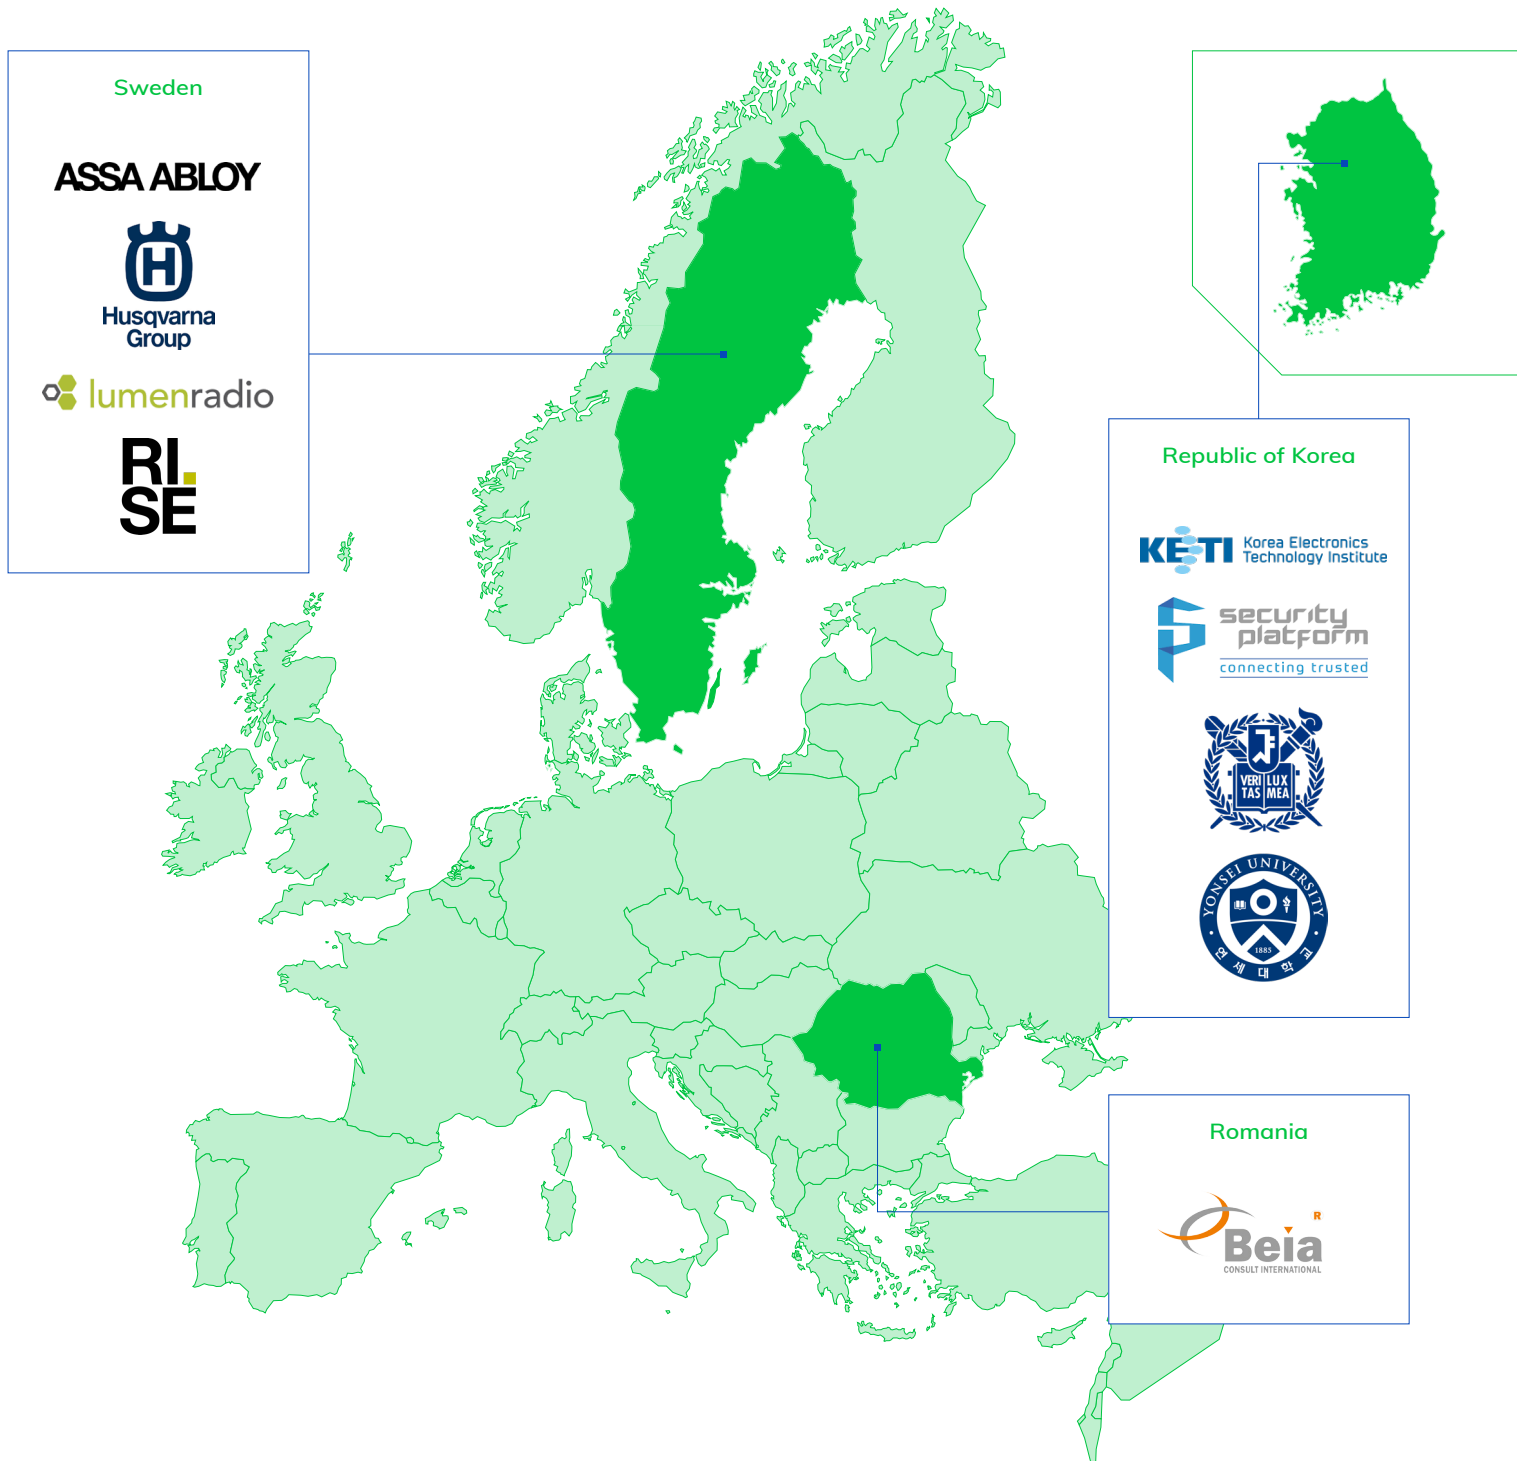 Sweden
ASSA ABLOY
H
Husqvarna
Group
lumenradio
RI.
SE
Republic of Korea
KETI
Korea Electronics
Technology Institute
security
platform
connecting trusted
VERI LUX
TAS MEA
YONSEI UNIVERSITY
1885
연세대학교
Romania
R
Beia
CONSULT INTERNATIONAL